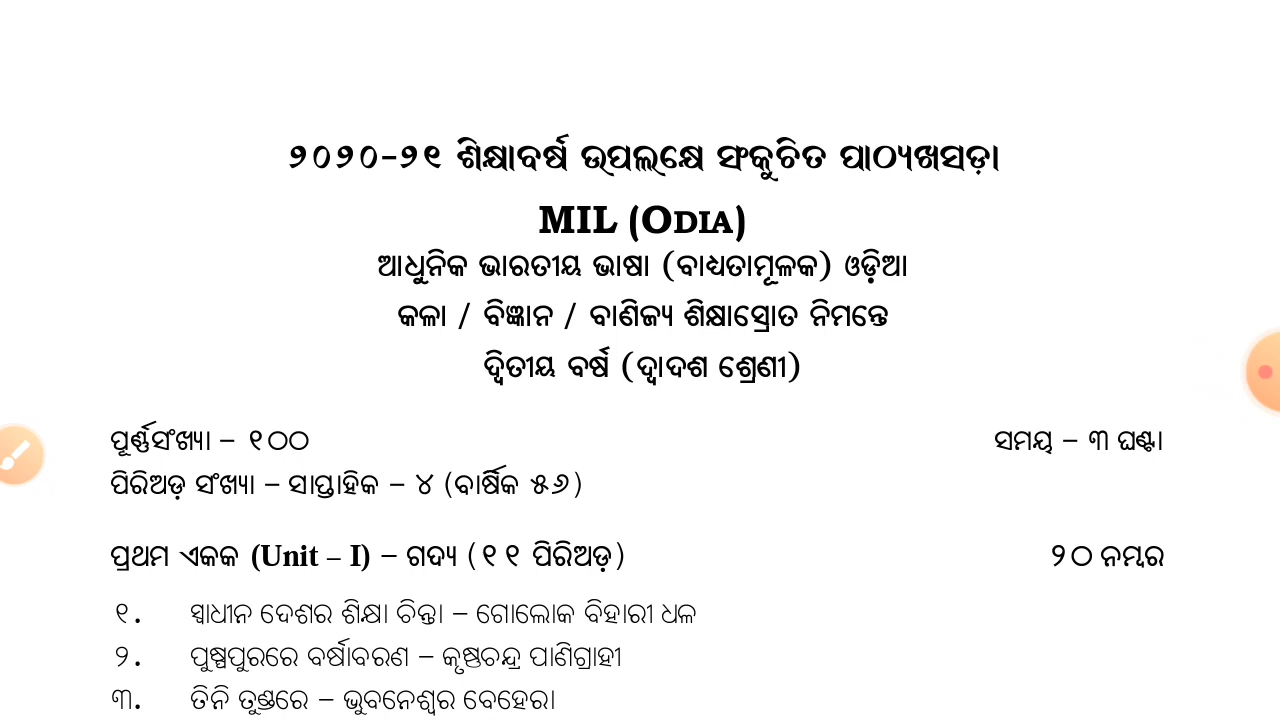 ୨୦୨୦-୨୧ ଶିକ୍ଷାବର୍ଷ ଉପଲକ୍ଷେ ସଂକୁଚିତ ପାଠ୍ୟଖସଡ଼ା
MIL (ODIA)
ଆଧୁନିକ ଭାରତୀୟ ଭାଷା (ବାଧ୍ୟତାମୂଳକ) ଓଡ଼ିଆ
କଳା / ବିଜ୍ଞାନ / ବାଣିଜ୍ୟ ଶିକ୍ଷାସ୍ରୋତ ନିମନ୍ତେ
ଦ୍ୱିତୀୟ ବର୍ଷ (ଦ୍ୱାଦଶ ଶ୍ରେଣୀ)
ପୂର୍ଣ୍ଣସଂଖ୍ୟା – ୧୦୦ ସମୟ – ୩ ଘଣ୍ଟା
ପିରିଅଡ଼ ସଂଖ୍ୟା – ସାପ୍ତାହିକ – ୪ (ବାର୍ଷିକ ୫୬)
ପ୍ରଥମ ଏକକ (Unit – I) – ଗଦ୍ୟ (୧୧ ପିରିଅଡ଼) ୨୦ ନମ୍ବର
୧. ସ୍ୱାଧୀନ ଦେଶର ଶିକ୍ଷା ଚିନ୍ତା – ଗୋଲୋକ ବିହାରୀ ଧଳ
୨. ପୁଷ୍ପପୁରରେ ବର୍ଷାବରଣ – କୃଷ୍ଣଚନ୍ଦ୍ର ପାଣିଗ୍ରାହୀ
୩. ତିନି ତୁଣ୍ଡରେ – ଭୁବନେଶ୍ୱର ବେହେରା